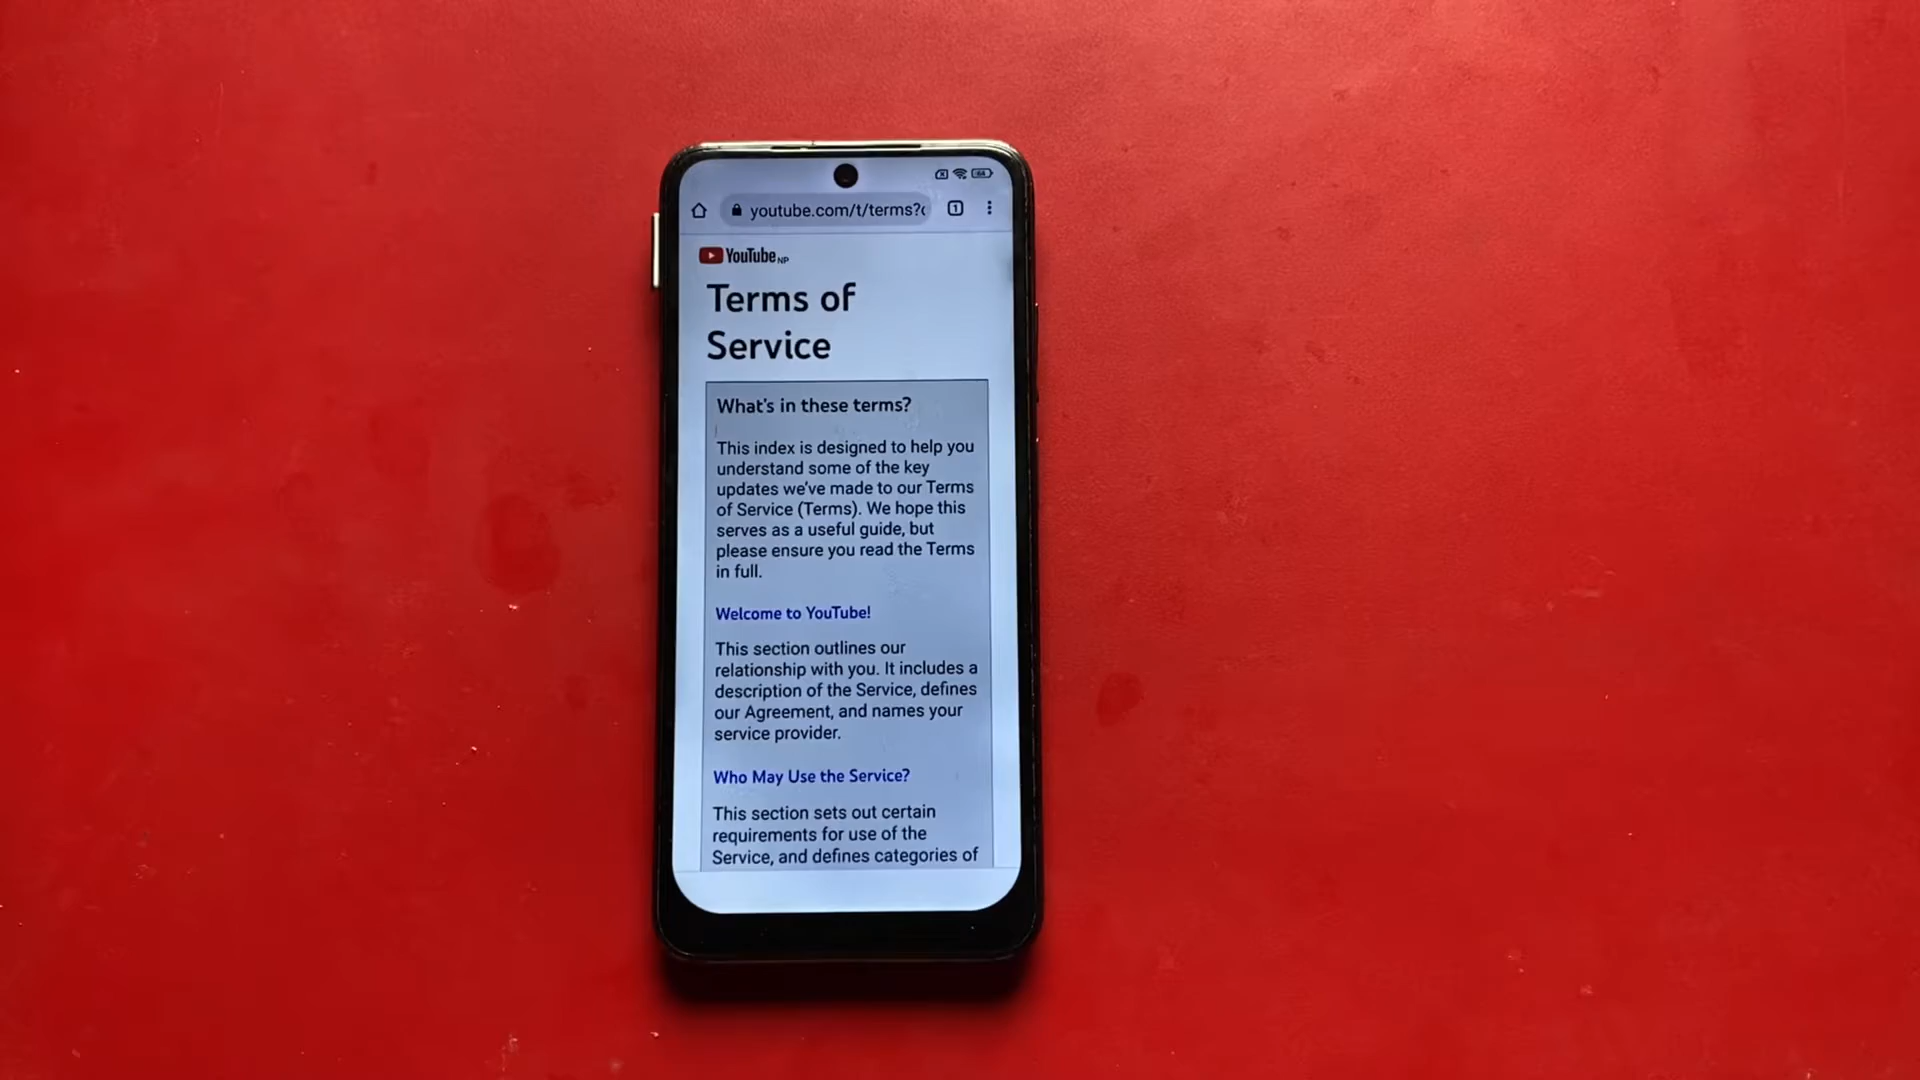 youtube.com/t/terms?
YouTube NP
Terms of
Service
What's in these terms?
This index is designed to help you
understand some of the key
updates we've made to our Terms
of Service (Terms). We hope this
serves as a useful guide, but
please ensure you read the Terms
in full.
Welcome to YouTube!
This section outlines our
relationship with you. It includes a
description of the Service, defines
our Agreement, and names your
service provider.
Who May Use the Service?
This section sets out certain
requirements for use of the
Service, and defines categories of